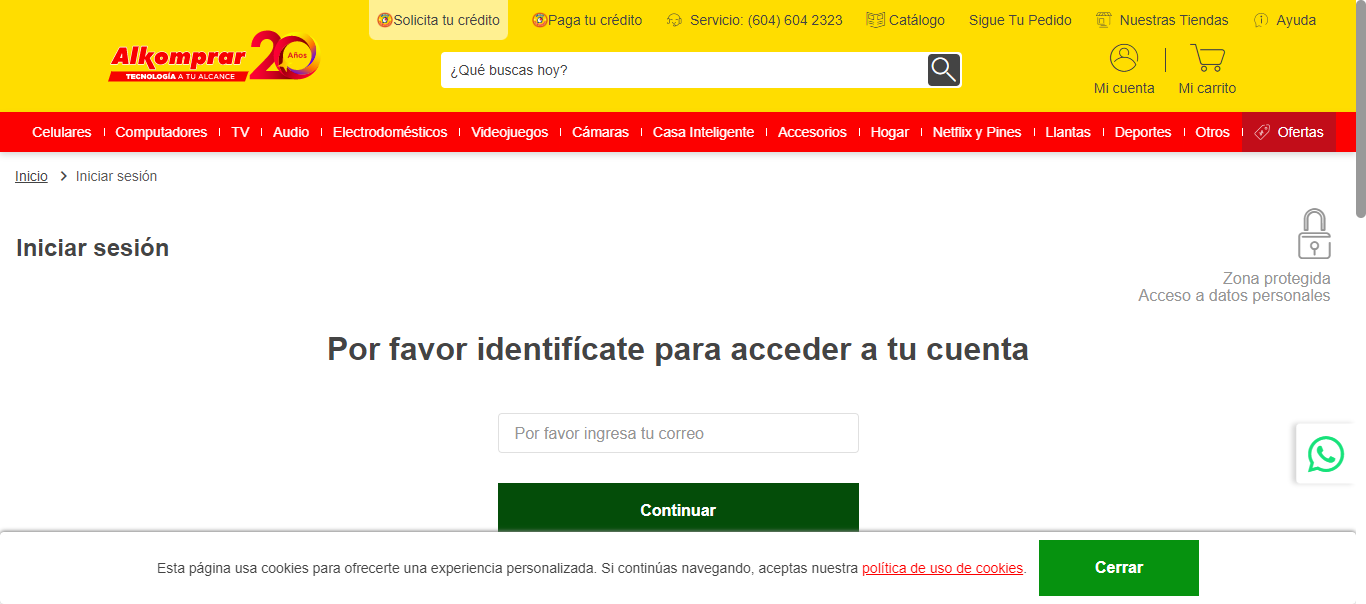 Solicita tu crédito
Paga tu crédito
Servicio: (604) 604 2323
Catálogo
Sigue Tu Pedido
Nuestras Tiendas
Ayuda
Alkomprar 20 Años
TECNOLOGÍA A TU ALCANCE
¿Qué buscas hoy?
Mi cuenta
Mi carrito
Celulares
Computadores
TV
Audio
Electrodomésticos
Videojuegos
Cámaras
Casa Inteligente
Accesorios
Hogar
Netflix y Pines
Llantas
Deportes
Otros
Ofertas
Inicio > Iniciar sesión
Iniciar sesión
Zona protegida
Acceso a datos personales
Por favor identifícate para acceder a tu cuenta
Por favor ingresa tu correo
Continuar
Esta página usa cookies para ofrecerte una experiencia personalizada. Si continúas navegando, aceptas nuestra política de uso de cookies.
Cerrar